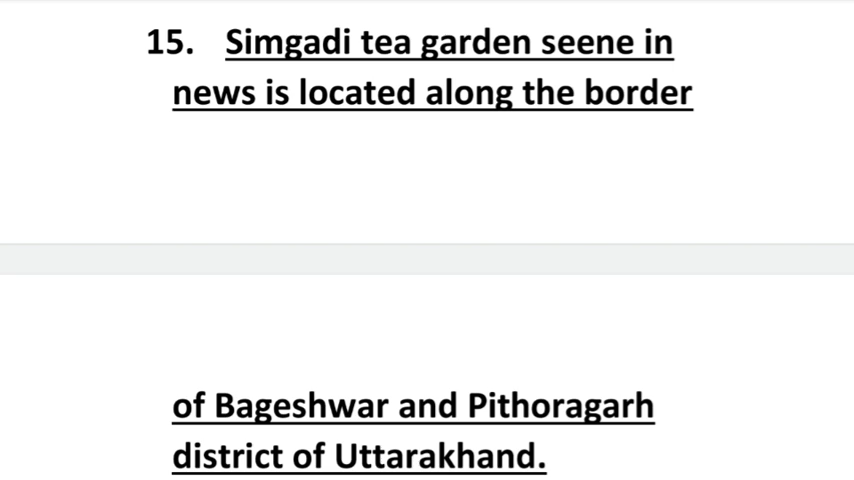 15. Simgadi tea garden seene in
news is located along the border
of Bageshwar and Pithoragarh
district of Uttarakhand.